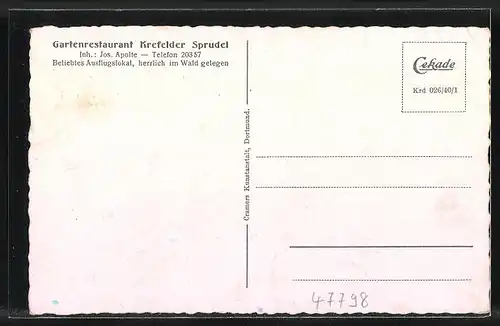 Gartenrestaurant Krefelder Sprudel
Inh.: Jos. Apolte — Telefon 20357
Beliebtes Ausflugslokal, herrlich im Wald gelegen
Cekade
Krd 026/40/1
Cramers Kunstanstalt, Dortmund.
47798